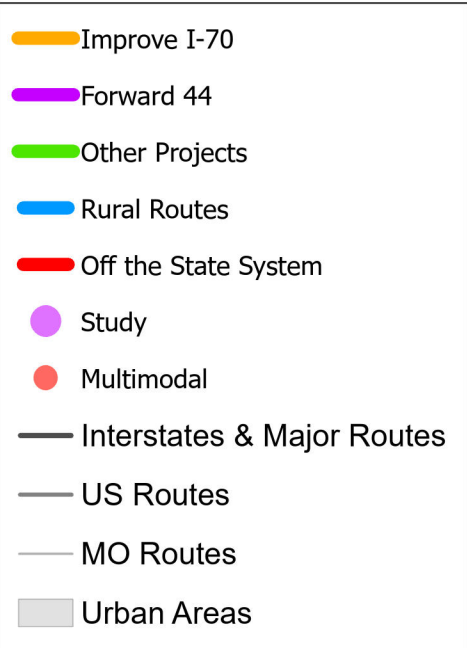 Improve I-70
Forward 44
Other Projects
Rural Routes
Off the State System
Study
Multimodal
Interstates & Major Routes
US Routes
MO Routes
Urban Areas